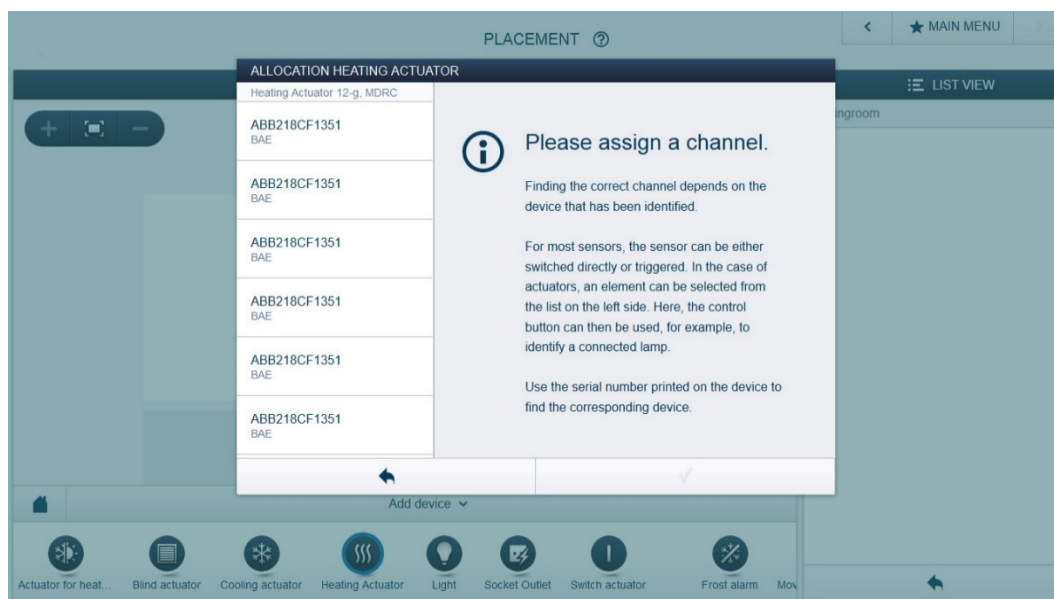 PLACEMENT
MAIN MENU
ALLOCATION HEATING ACTUATOR
LIST VIEW
Heating Actuator 12-g, MDRC
ABB218CF1351
BAE
ABB218CF1351
BAE
ABB218CF1351
BAE
ABB218CF1351
BAE
ABB218CF1351
BAE
ABB218CF1351
BAE
Please assign a channel.
Finding the correct channel depends on the
device that has been identified.
For most sensors, the sensor can be either
switched directly or triggered. In the case of
actuators, an element can be selected from
the list on the left side. Here, the control
button can then be used, for example, to
identify a connected lamp.
Use the serial number printed on the device to
find the corresponding device.
Add device
Actuator for heat...
Blind actuator
Cooling actuator
Heating Actuator
Light
Socket Outlet
Switch actuator
Frost alarm